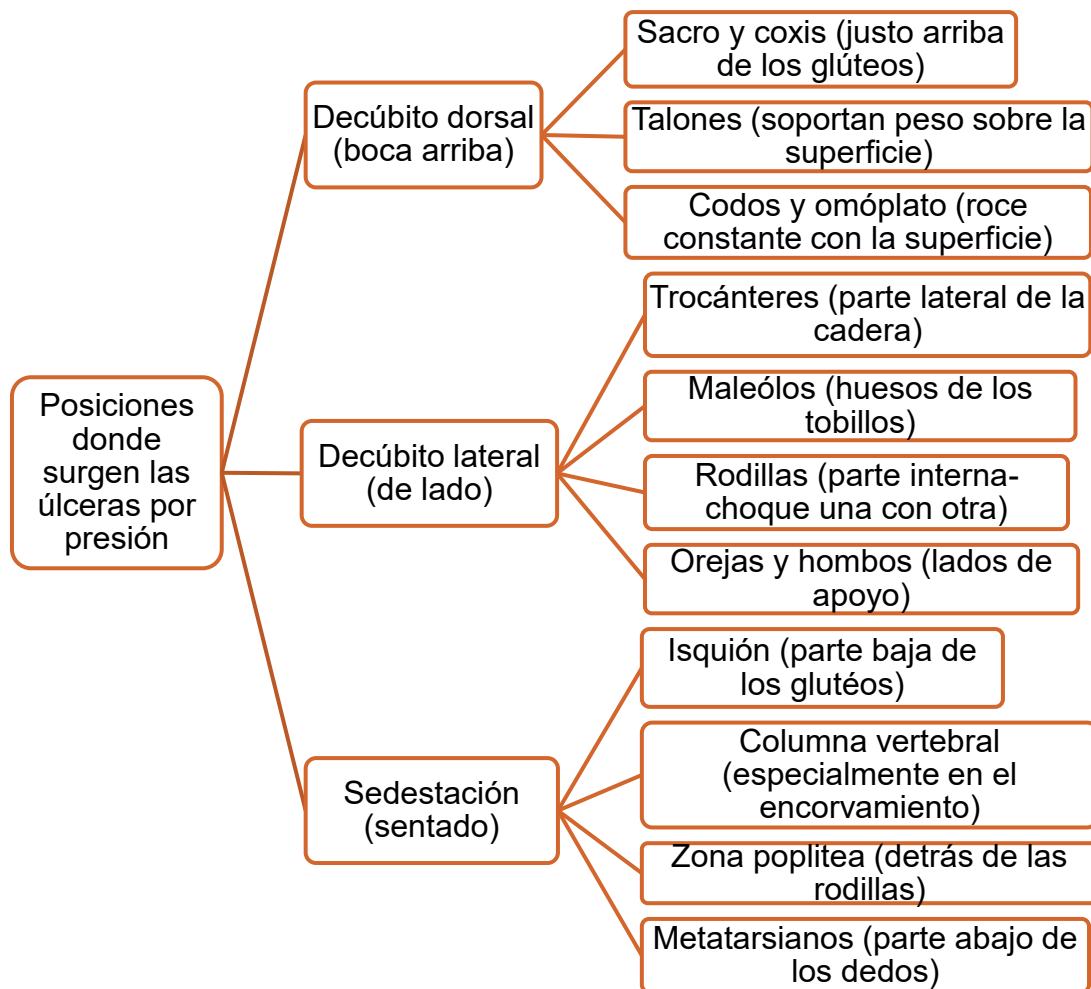 Posiciones
donde
surgen las
úlceras por
presión
Decúbito dorsal
(boca arriba)
Sacro y coxis (justo arriba
de los glúteos)
Talones (soportan peso sobre la
superficie)
Codos y omóplato (roce
constante con la superficie)
Decúbito lateral
(de lado)
Trocánteres (parte lateral de la
cadera)
Maleólos (huesos de los
tobillos)
Rodillas (parte interna-
choque una con otra)
Orejas y hombos (lados de
apoyo)
Sedestación
(sentado)
Isquión (parte baja de
los glutéos)
Columna vertebral
(especialmente en el
encorvamiento)
Zona poplitea (detrás de las
rodillas)
Metatarsianos (parte abajo de
los dedos)